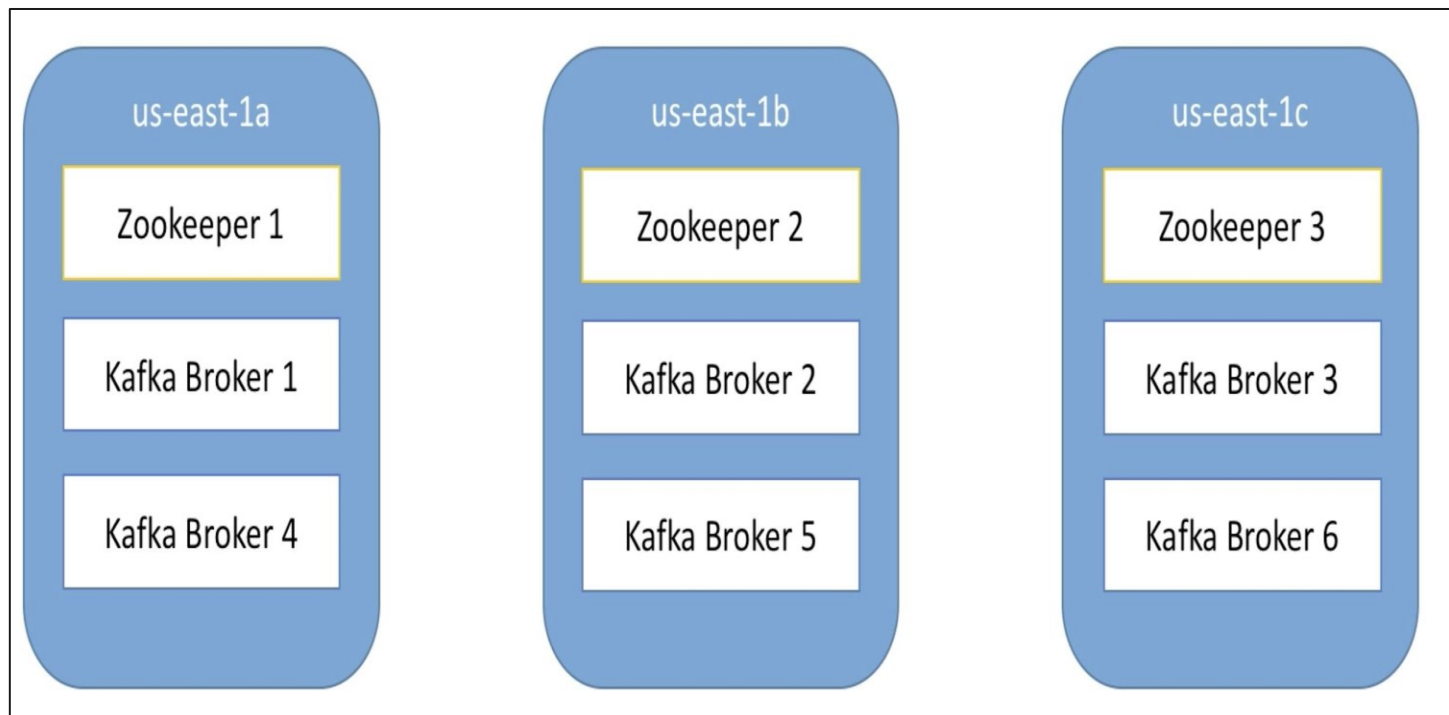 us-east-1a
Zookeeper 1
Kafka Broker 1
Kafka Broker 4
us-east-1b
Zookeeper 2
Kafka Broker 2
Kafka Broker 5
us-east-1c
Zookeeper 3
Kafka Broker 3
Kafka Broker 6